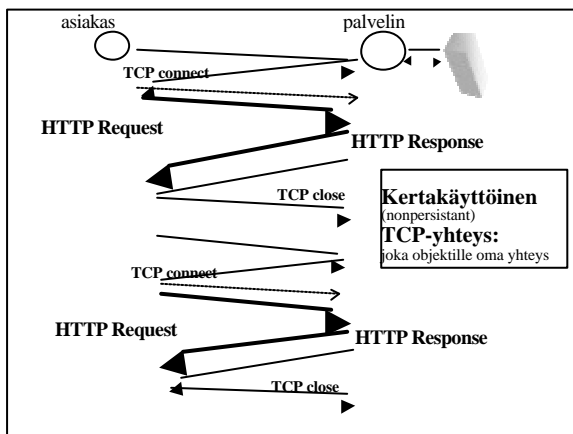 asiakas
palvelin
TCP connect
HTTP Request
HTTP Response
TCP close
Kertakäyttöinen
(nonpersistant)
TCP-yhteys:
joka objektille oma yhteys
TCP connect
HTTP Request
HTTP Response
TCP close